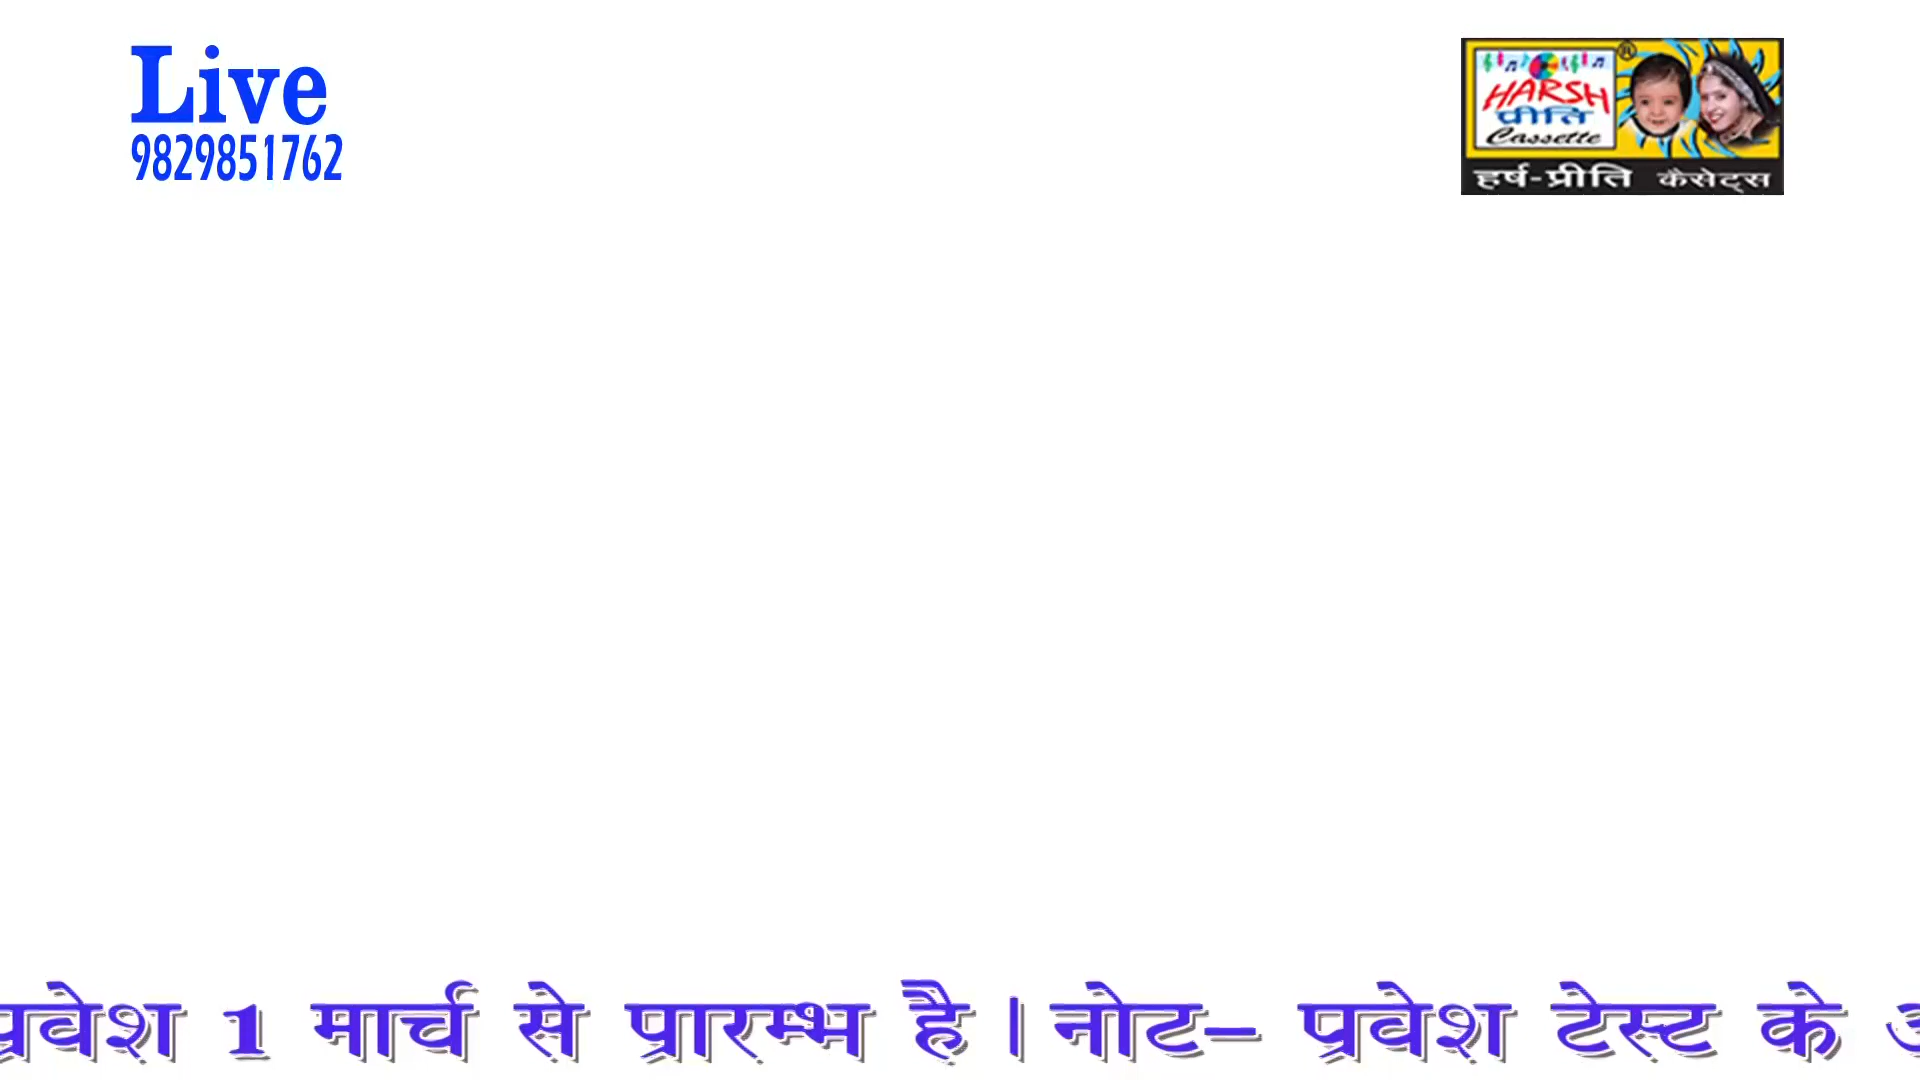 Live
9829851762
HARSH
प्रीति
Cassette
हर्ष-प्रीति कैसेट्स
प्रवेश 1 मार्च से प्रारम्भ है । नोट- प्रवेश टेस्ट के